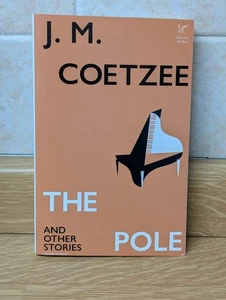 J. M.
COETZEE
THE
AND
OTHER
STORIES
POLE